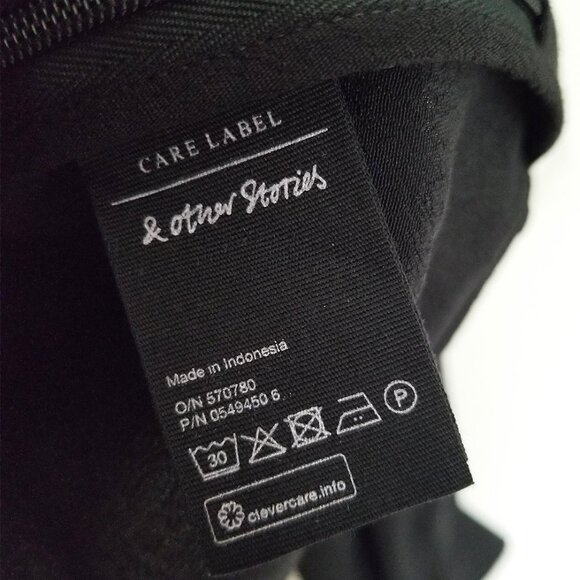 CARE LABEL
& other Stories
Made in Indonesia
O/N 570780
P/N 0549450 6
30 P
clevercare.info